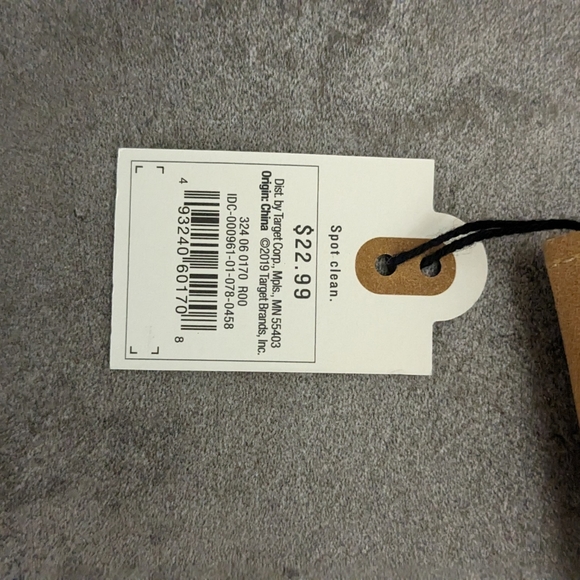 Spot clean.
$22.99
Dist. by Target Corp., Mpls., MN 55403
Origin: China ©2019 Target Brands, Inc.
324 06 0170 R00
IDC-000961-01-078-0458
4 93240 60170 8